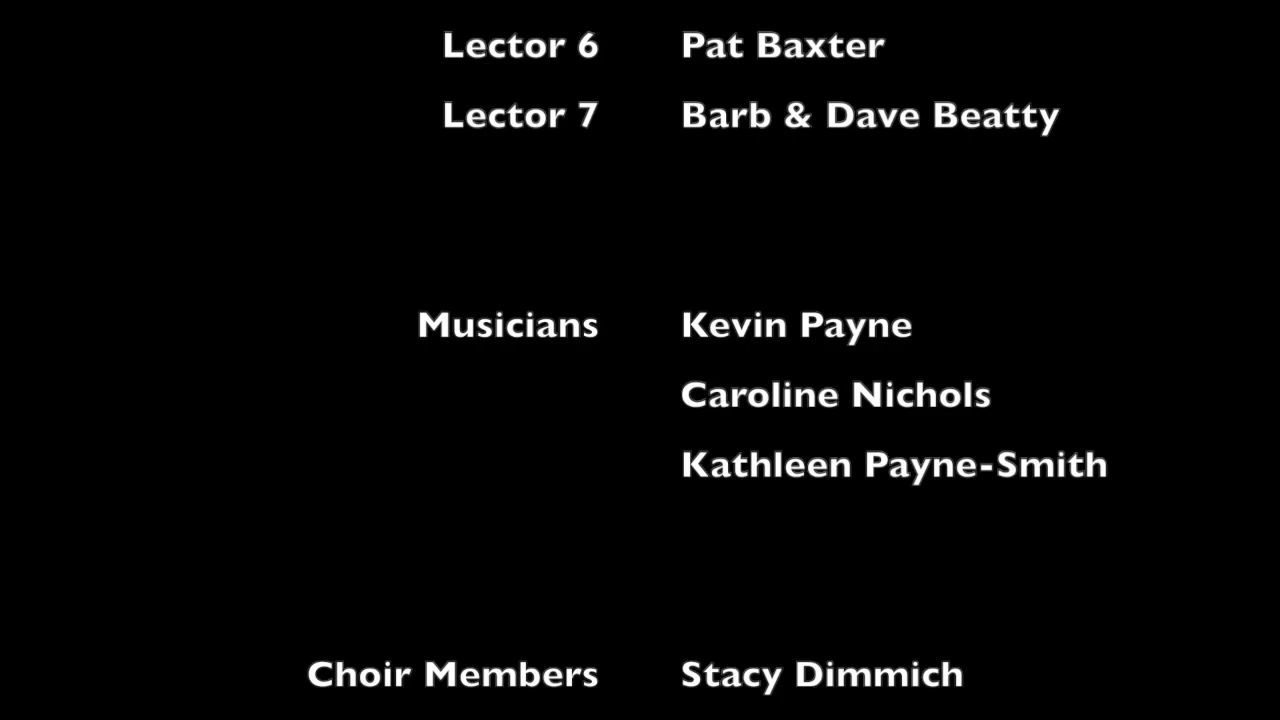 Lector 6 Pat Baxter
Lector 7 Barb & Dave Beatty
Musicians Kevin Payne
Caroline Nichols
Kathleen Payne-Smith
Choir Members Stacy Dimmich